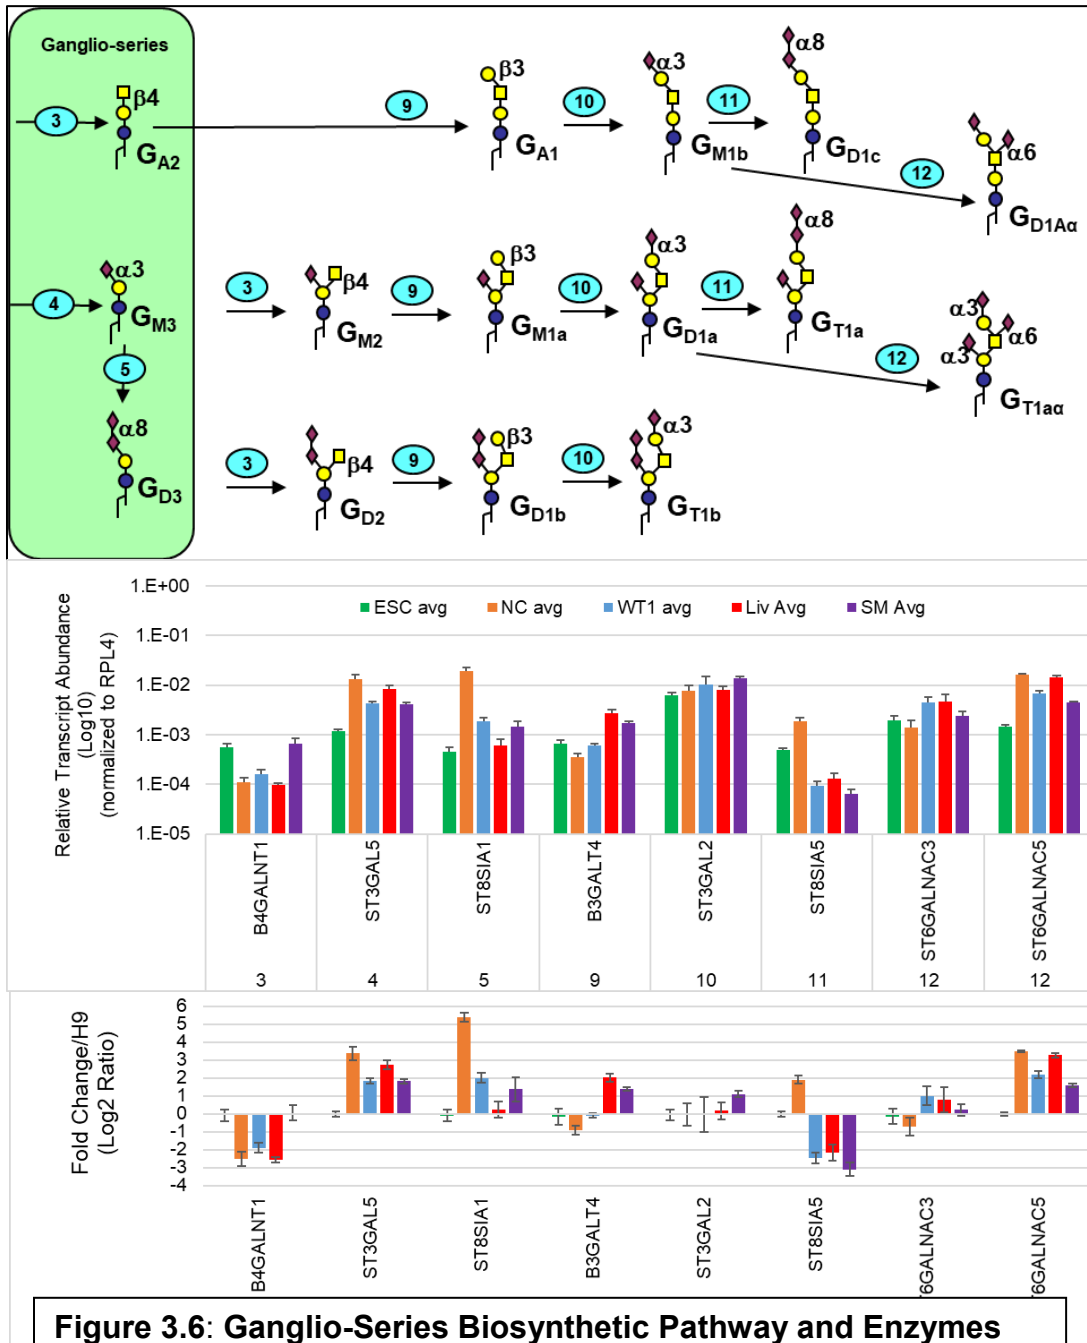 Ganglio-series
3
β4
GA2
9
β3
GA1
10
α3
GM1b
11
α8
GD1c
12
α6
GD1Aα
4
α3
GM3
3
β4
GM2
9
β3
GM1a
10
α3
GD1a
11
α8
GT1a
12
α3
α3
α6
GT1aα
5
α8
GD3
3
β4
GD2
9
β3
GD1b
10
α3
GT1b
Relative Transcript Abundance
(Log10)
(normalized to RPL4)
1.E+00
1.E-01
1.E-02
1.E-03
1.E-04
1.E-05
ESC avg NC avg WT1 avg Liv Avg SM Avg
B4GALNT1 ST3GAL5 ST8SIA1 B3GALT4 ST3GAL2 ST8SIA5 ST6GALNAC3 ST6GALNAC5
3 4 5 9 10 11 12 12
Fold Change/H9
(Log2 Ratio)
6
5
4
3
2
1
0
-1
-2
-3
-4
B4GALNT1 ST3GAL5 ST8SIA1 B3GALT4 ST3GAL2 ST8SIA5 6GALNAC3 T6GALNAC5
Figure 3.6: Ganglio-Series Biosynthetic Pathway and Enzymes